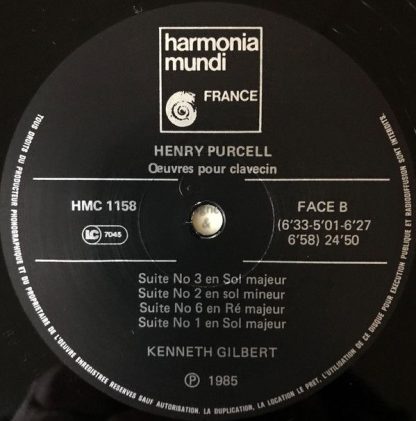 harmonia
mundi
FRANCE
HENRY PURCELL
Œuvres pour clavecin
HMC 1158
FACE B
(6'33-5'01-6'27
6'58) 24'50
LC 7045
Suite No 3 en Sol majeur
Suite No 2 en sol mineur
Suite No 6 en Ré majeur
Suite No 1 en Sol majeur
KENNETH GILBERT
Ⓟ 1985
TOUS DROITS DU PRODUCTEUR PHONOGRAPHIQUE ET DU PROPRIETAIRE DE L'OEUVRE ENREGISTREE RESERVES SAUF AUTORISATION. LA DUPLICATION, LA LOCATION, LE PRET, L'UTILISATION DE CE DISQUE POUR EXECUTION PUBLIQUE ET RADIODIFFUSION SONT INTERDITS.